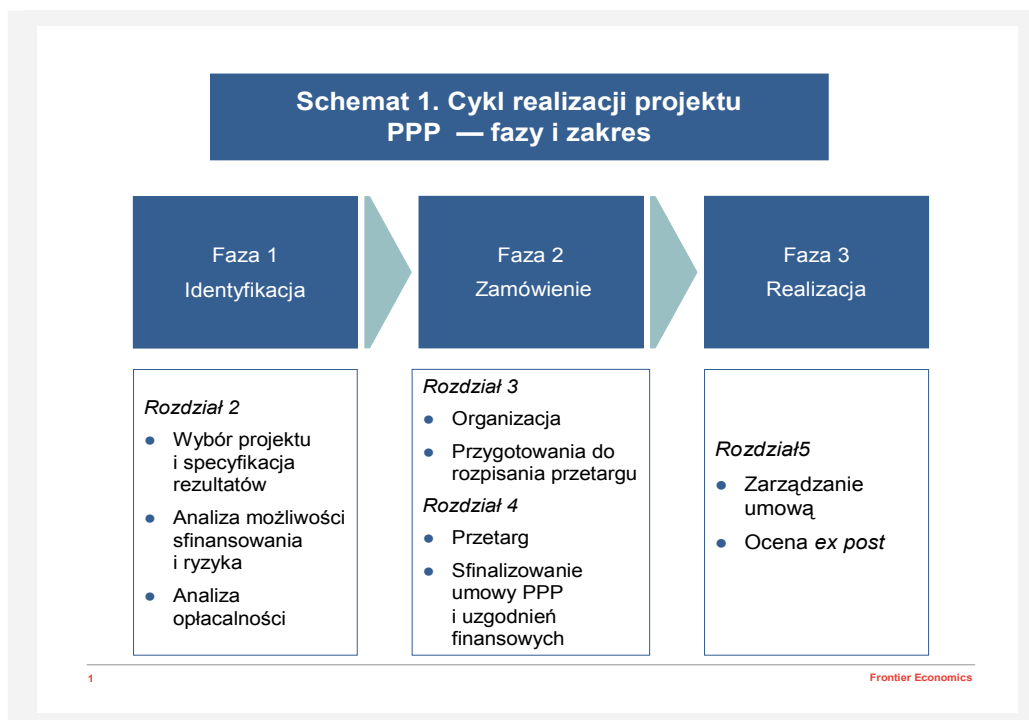 Schemat 1. Cykl realizacji projektu
PPP — fazy i zakres
Faza 1
Identyfikacja
Faza 2
Zamówienie
Faza 3
Realizacja
Rozdział 2
● Wybór projektu
i specyfikacja
rezultatów
● Analiza możliwości
sfinansowania
i ryzyka
● Analiza
opłacalności
Rozdział 3
● Organizacja
● Przygotowania do
rozpisania przetargu
Rozdział 4
● Przetarg
● Sfinalizowanie
umowy PPP
i uzgodnień
finansowych
Rozdział5
● Zarządzanie
umową
● Ocena ex post
1
Frontier Economics